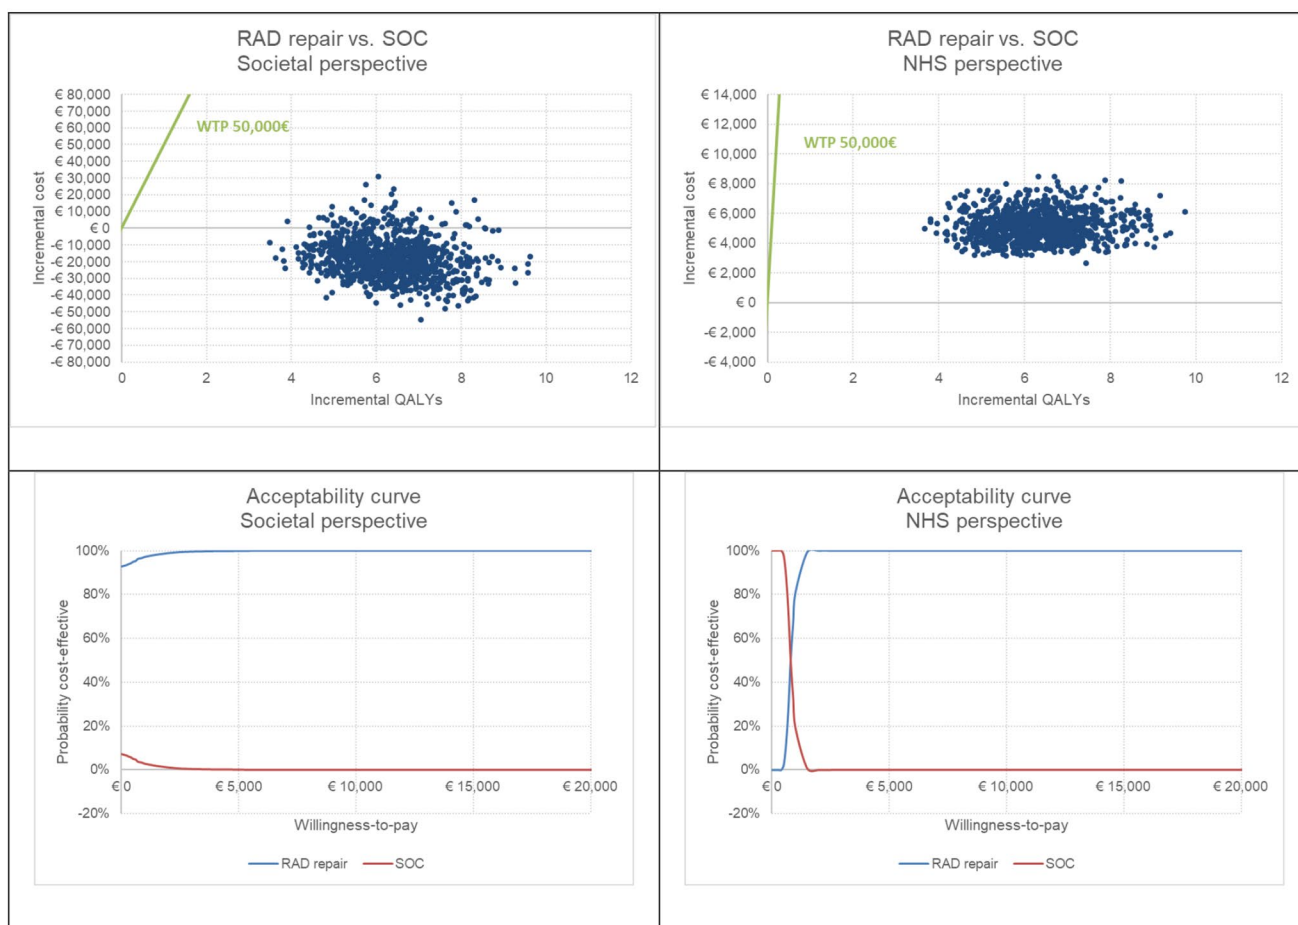 RAD repair vs. SOC
Societal perspective
€ 80,000
€ 70,000
€ 60,000
€ 50,000
€ 40,000
€ 30,000
€ 20,000
€ 10,000
€ 0
-€ 10,000
-€ 20,000
-€ 30,000
-€ 40,000
-€ 50,000
-€ 60,000
-€ 70,000
-€ 80,000
Incremental cost
WTP 50,000€
0 2 4 6 8 10 12
Incremental QALYs
RAD repair vs. SOC
NHS perspective
€ 14,000
€ 12,000
€ 10,000
€ 8,000
€ 6,000
€ 4,000
€ 2,000
€ 0
-€ 2,000
-€ 4,000
Incremental cost
WTP 50,000€
0 2 4 6 8 10 12
Incremental QALYs
Acceptability curve
Societal perspective
100%
80%
60%
40%
20%
0%
-20%
Probability cost-effective
€ 0 € 5,000 € 10,000 € 15,000 € 20,000
Willingness-to-pay
RAD repair SOC
Acceptability curve
NHS perspective
100%
80%
60%
40%
20%
0%
-20%
Probability cost-effective
€ 0 € 5,000 € 10,000 € 15,000 € 20,000
Willingness-to-pay
RAD repair SOC